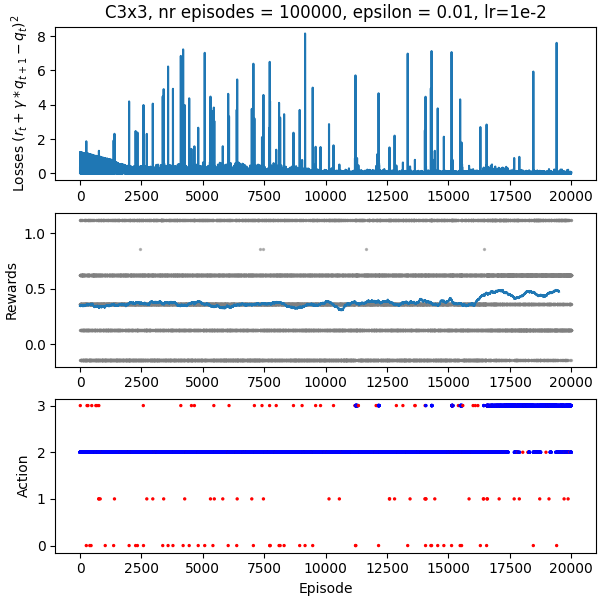 C3x3, nr episodes = 100000, epsilon = 0.01, lr=1e-2
Losses $(r_t + \gamma * q_{t+1} - q_t)^2$
8
6
4
2
0
0 2500 5000 7500 10000 12500 15000 17500 20000
Rewards
1.0
0.5
0.0
0 2500 5000 7500 10000 12500 15000 17500 20000
Action
3
2
1
0
0 2500 5000 7500 10000 12500 15000 17500 20000
Episode